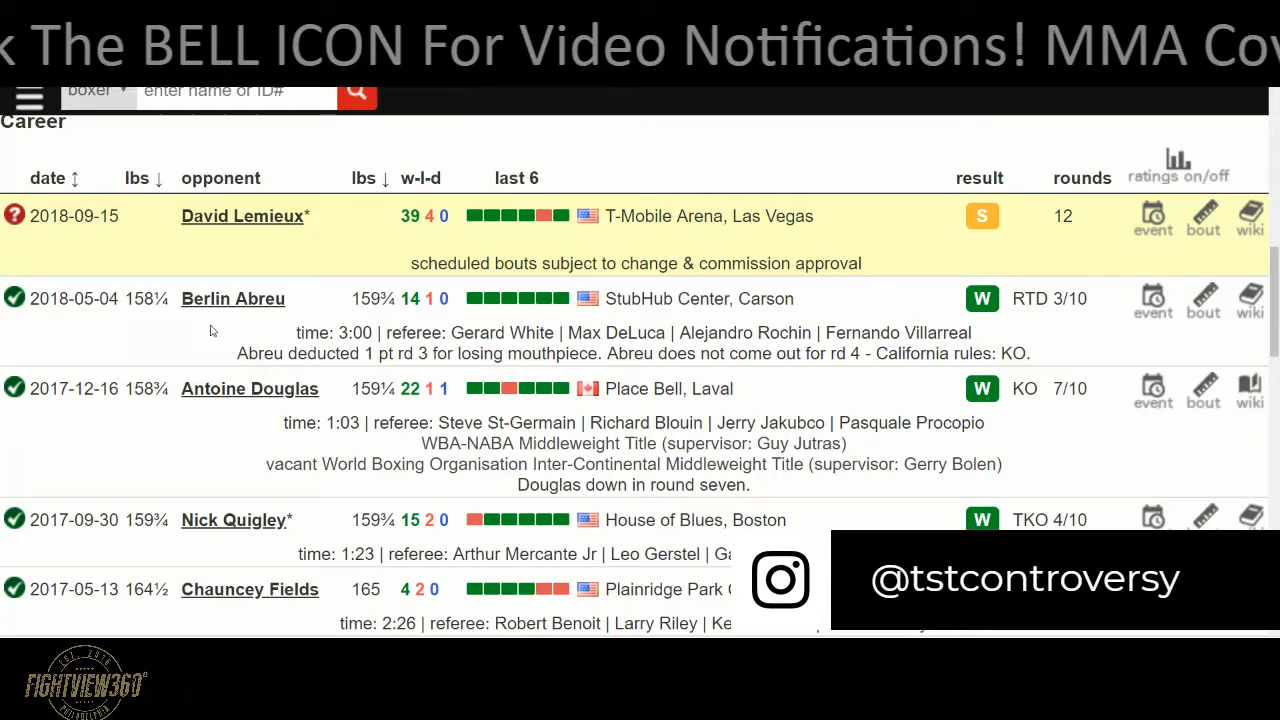 k The BELL ICON For Video Notifications! MMA Cov
boxer enter name or ID#
Career
date lbs opponent lbs w-l-d last 6 result rounds ratings on/off
2018-09-15 David Lemieux* 39 4 0 T-Mobile Arena, Las Vegas S 12 event bout wiki
scheduled bouts subject to change & commission approval
2018-05-04 158¼ Berlin Abreu 159¾ 14 1 0 StubHub Center, Carson W RTD 3/10 event bout wiki
time: 3:00 | referee: Gerard White | Max DeLuca | Alejandro Rochin | Fernando Villarreal
Abreu deducted 1 pt rd 3 for losing mouthpiece. Abreu does not come out for rd 4 - California rules: KO.
2017-12-16 158¾ Antoine Douglas 159¼ 22 1 1 Place Bell, Laval W KO 7/10 event bout wiki
time: 1:03 | referee: Steve St-Germain | Richard Blouin | Jerry Jakubco | Pasquale Procopio
WBA-NABA Middleweight Title (supervisor: Guy Jutras)
vacant World Boxing Organisation Inter-Continental Middleweight Title (supervisor: Gerry Bolen)
Douglas down in round seven.
2017-09-30 159¾ Nick Quigley* 159¾ 15 2 0 House of Blues, Boston W TKO 4/10
time: 1:23 | referee: Arthur Mercante Jr | Leo Gerstel | Ga
2017-05-13 164½ Chauncey Fields 165 4 2 0 Plainridge Park
time: 2:26 | referee: Robert Benoit | Larry Riley | Ke
@tstcontroversy
EST. 2016
FIGHTVIEW360°
PHILADELPHIA